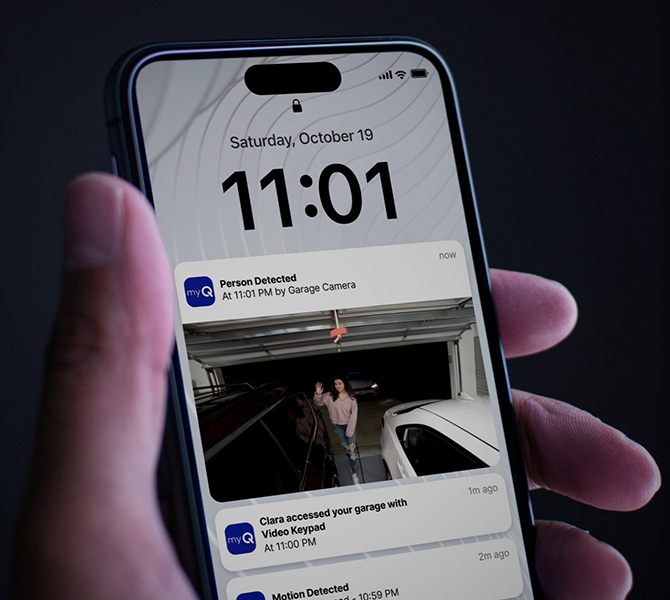 Saturday, October 19
11:01
now
myQ
Person Detected
At 11:01 PM by Garage Camera
1m ago
myQ
Clara accessed your garage with
Video Keypad
At 11:00 PM
2m ago
Motion Detected
- 10:59 PM